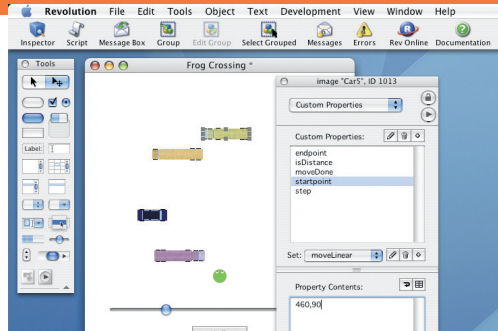 Revolution File Edit Tools Object Text Development View Window Help
Inspector Script Message Box Group Edit Group Select Grouped Messages Errors Rev Online Documentation
Tools
Frog Crossing *
image "Car5", ID 1013
Custom Properties
Custom Properties:
endpoint
isDistance
moveDone
startpoint
step
Label:
Set: moveLinear
Property Contents:
460,90